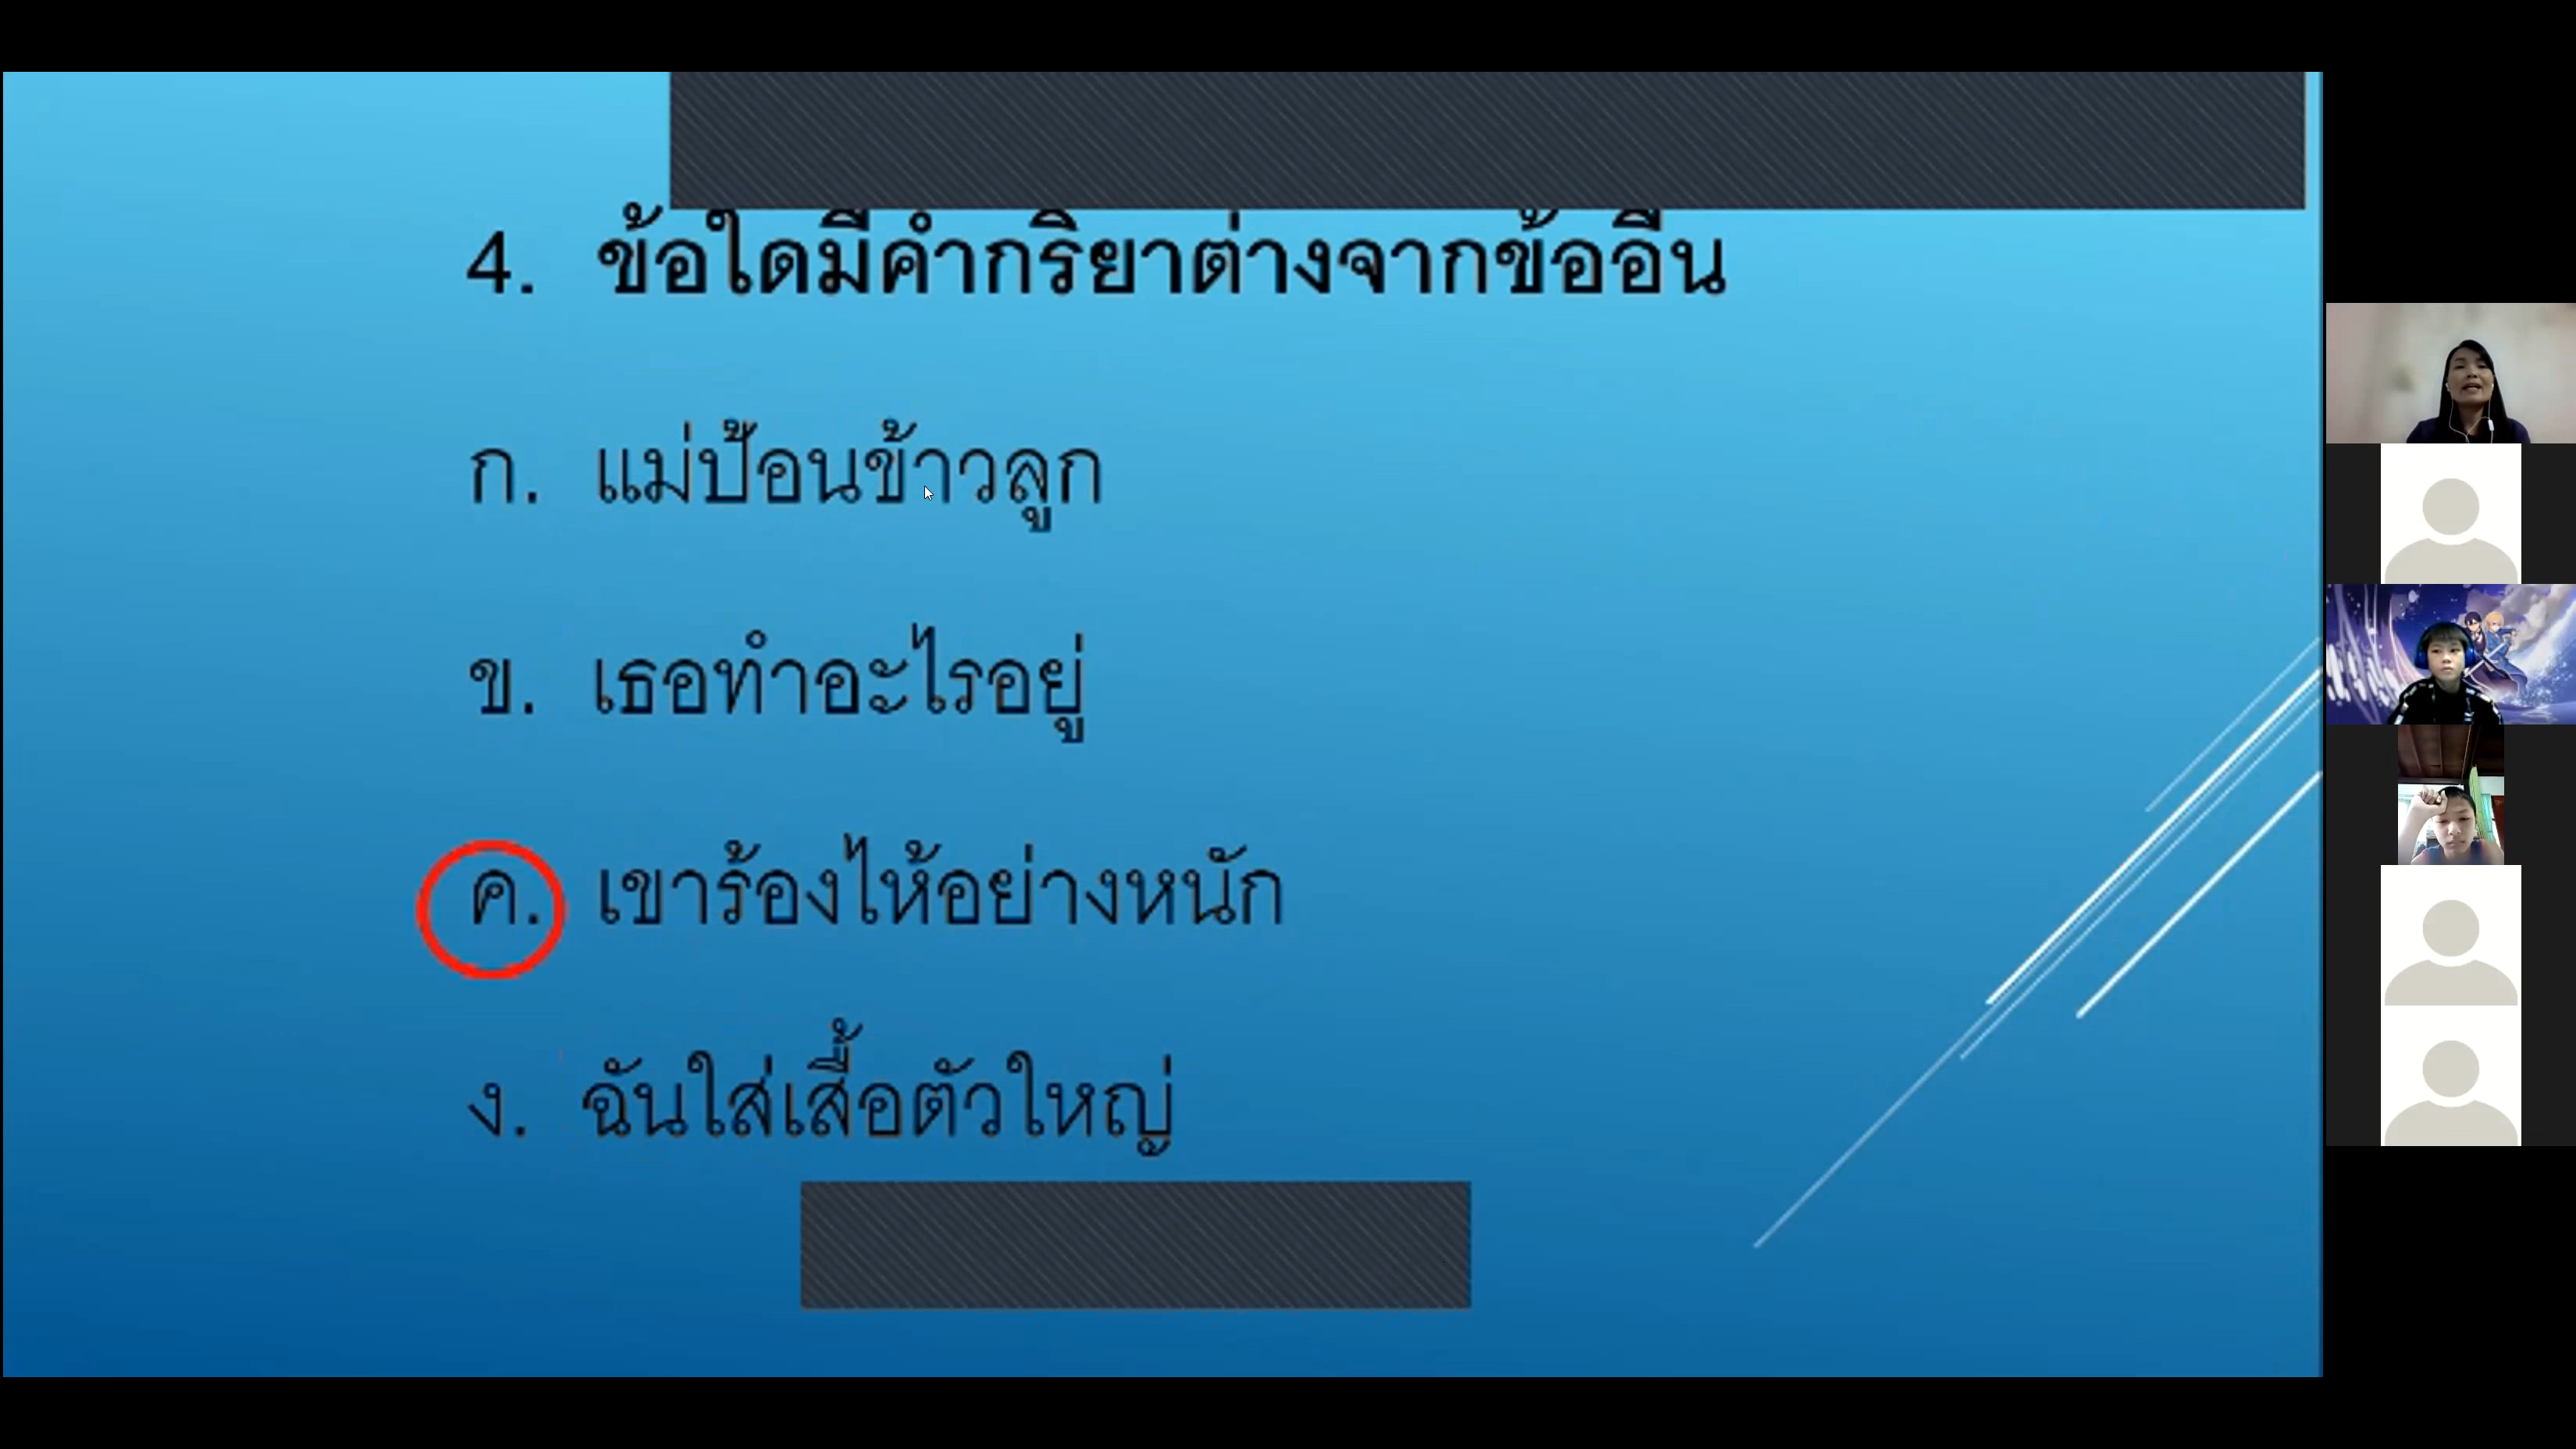 4. ข้อใดมีคำกริยาต่างจากข้ออื่น
ก. แม่ป้อนข้าวลูก
ข. เธอทำอะไรอยู่
ค. เขาร้องไห้อย่างหนัก
ง. ฉันใส่เสื้อตัวใหญ่